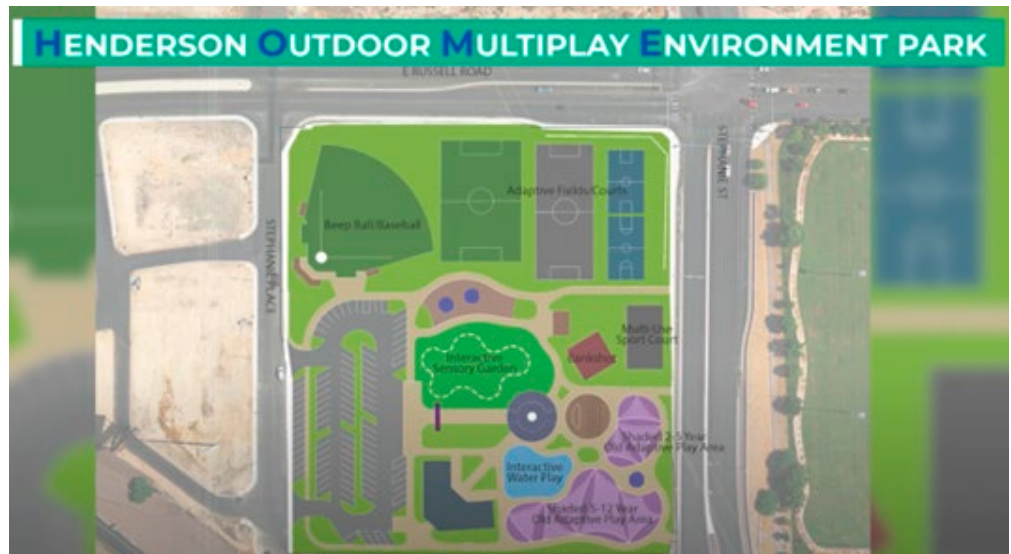 HENDERSON OUTDOOR MULTIPLAY ENVIRONMENT PARK
E RUSSELL ROAD
STEPHANIE ST
Adaptive Fields/Courts
Beep Ball/Baseball
STEPHANIE PLACE
Multi-Use
Sport Court
Bankshot
Interactive
Sensory Garden
Shaded 2-5 Year
Old Adaptive Play Area
Interactive
Water Play
Shaded 5-12 Year
Old Adaptive Play Area